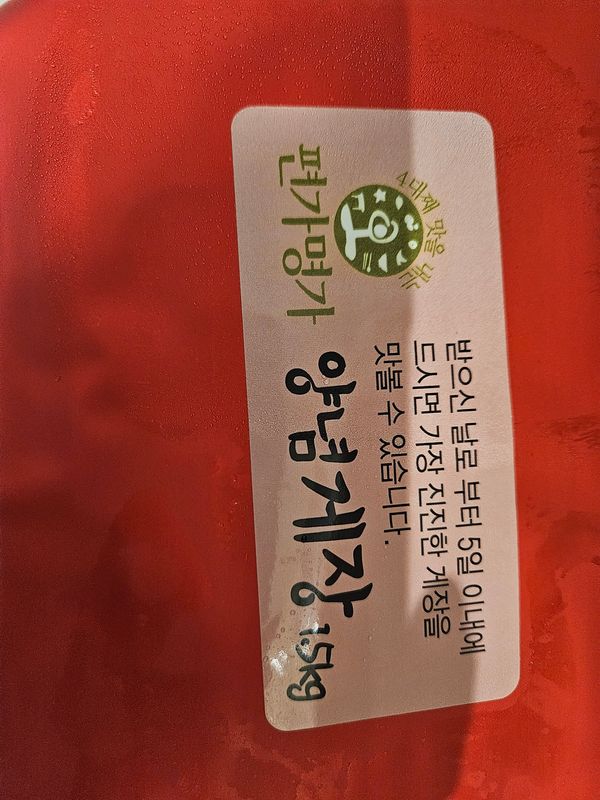 4대째 맛을
편가명가
받으신 날로 부터 5일 이내에
드시면 가장 진진한 게장을
맛볼 수 있습니다.
양념게장 1.5kg